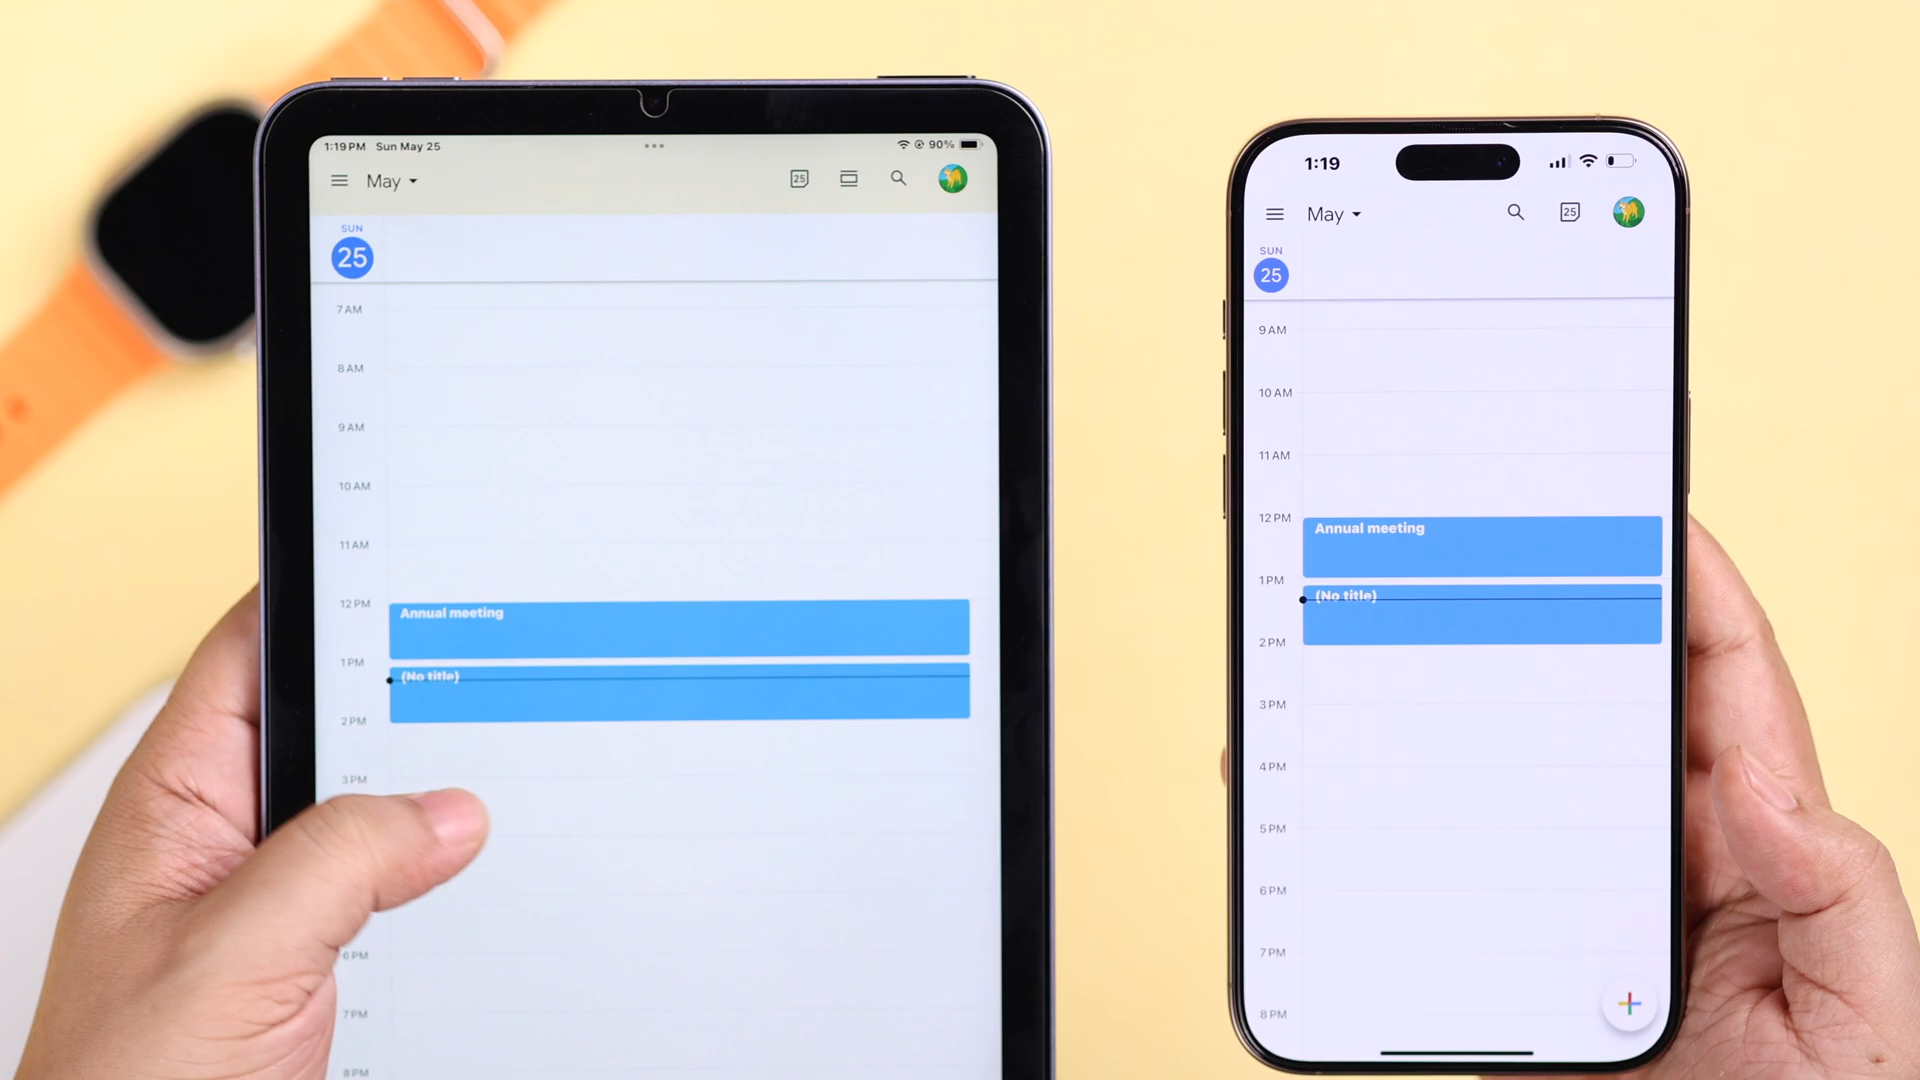 1:19 PM Sun May 25
90%
May
25
SUN
25
7 AM
8 AM
9 AM
10 AM
11 AM
12 PM
Annual meeting
1 PM
(No title)
2 PM
3 PM
6 PM
7 PM
8 PM
1:19
May
25
SUN
25
9 AM
10 AM
11 AM
12 PM
Annual meeting
1 PM
(No title)
2 PM
3 PM
4 PM
5 PM
6 PM
7 PM
8 PM